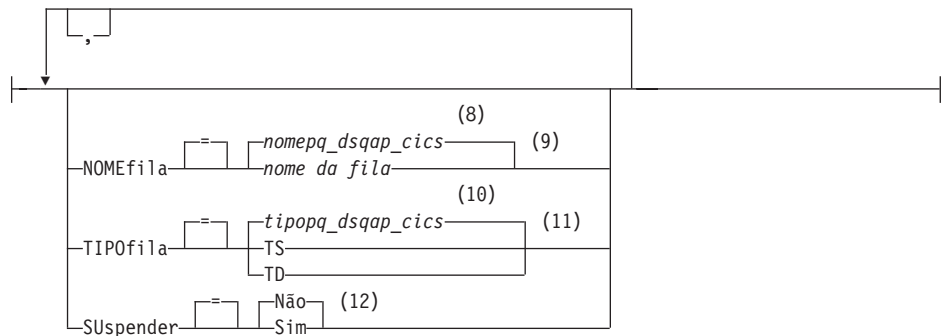 ,
(8)
= nomepq_dsqap_cics (9)
NOMEfila nome da fila
(10)
= tipopq_dsqap_cics (11)
TIPOfila TS
TD
= Não (12)
SUspender Sim